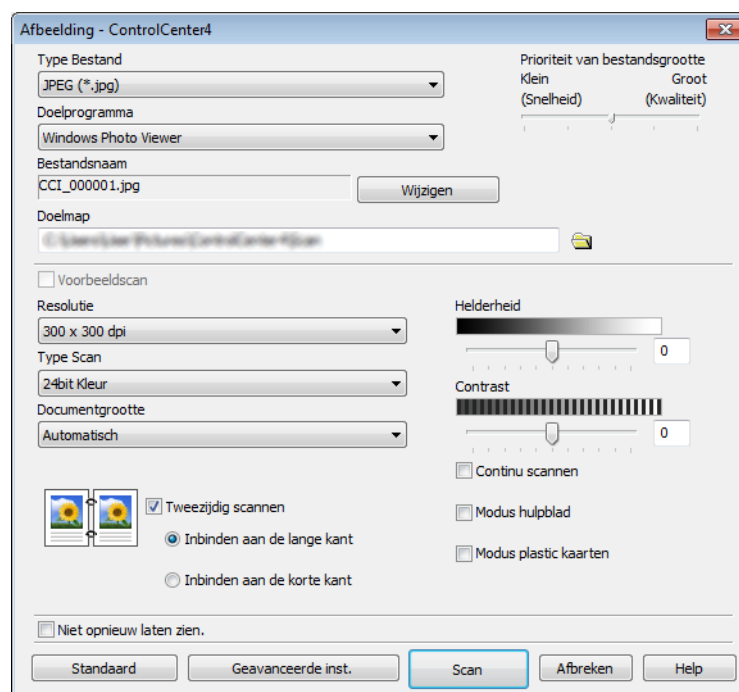 Afbeelding - ControlCenter4
Type Bestand
JPEG (*.jpg)
Doelprogramma
Windows Photo Viewer
Bestandsnaam
CCI_000001.jpg
Wijzigen
Doelmap
Prioriteit van bestandsgrootte
Klein Groot
(Snelheid) (Kwaliteit)
Voorbeeldscan
Resolutie
300 x 300 dpi
Type Scan
24bit Kleur
Documentgrootte
Automatisch
Helderheid
0
Contrast
0
Tweezijdig scannen
Inbinden aan de lange kant
Inbinden aan de korte kant
Continu scannen
Modus hulpblad
Modus plastic kaarten
Niet opnieuw laten zien.
Standaard Geavanceerde inst. Scan Afbreken Help